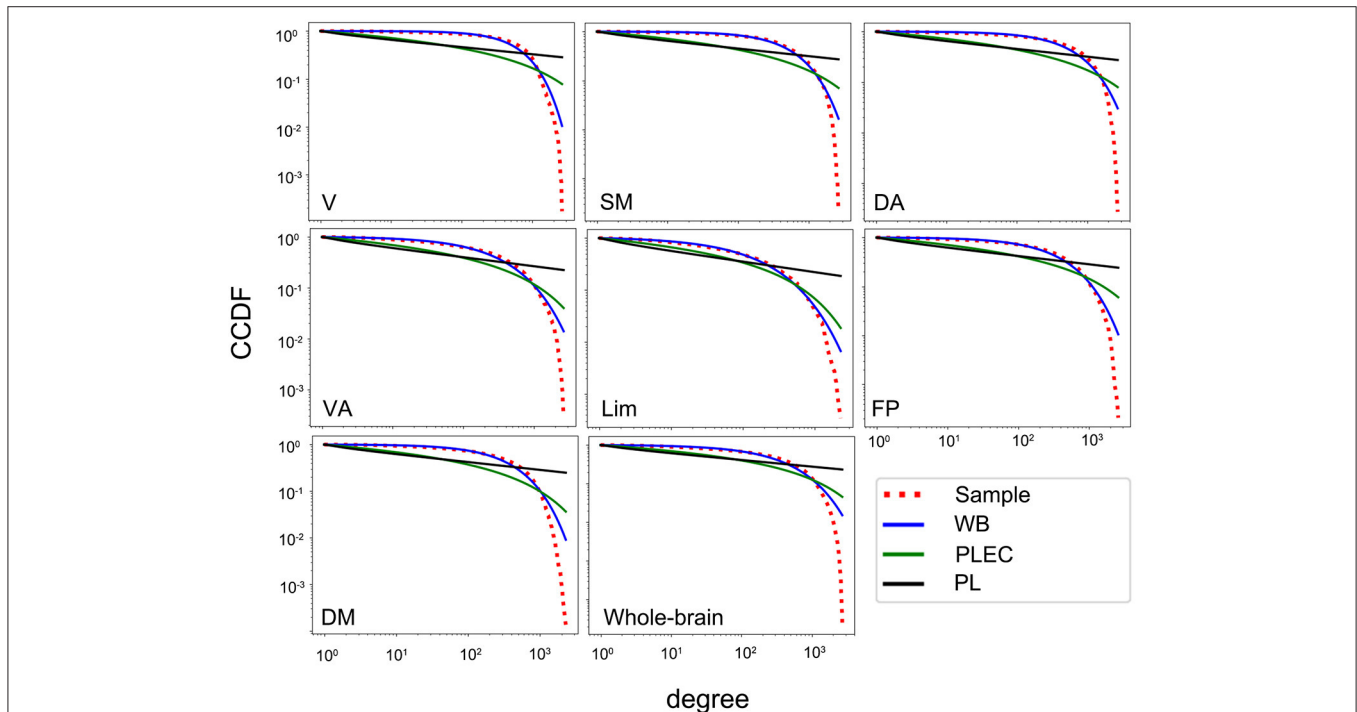 10⁰
10⁻¹
10⁻²
10⁻³
V
SM
DA
CCDF
10⁰
10⁻¹
10⁻²
10⁻³
VA
Lim
FP
10⁰ 10¹ 10² 10³
10⁰
10⁻¹
10⁻²
10⁻³
DM
Whole-brain
10⁰ 10¹ 10² 10³
10⁰ 10¹ 10² 10³
Sample
WB
PLEC
PL
degree